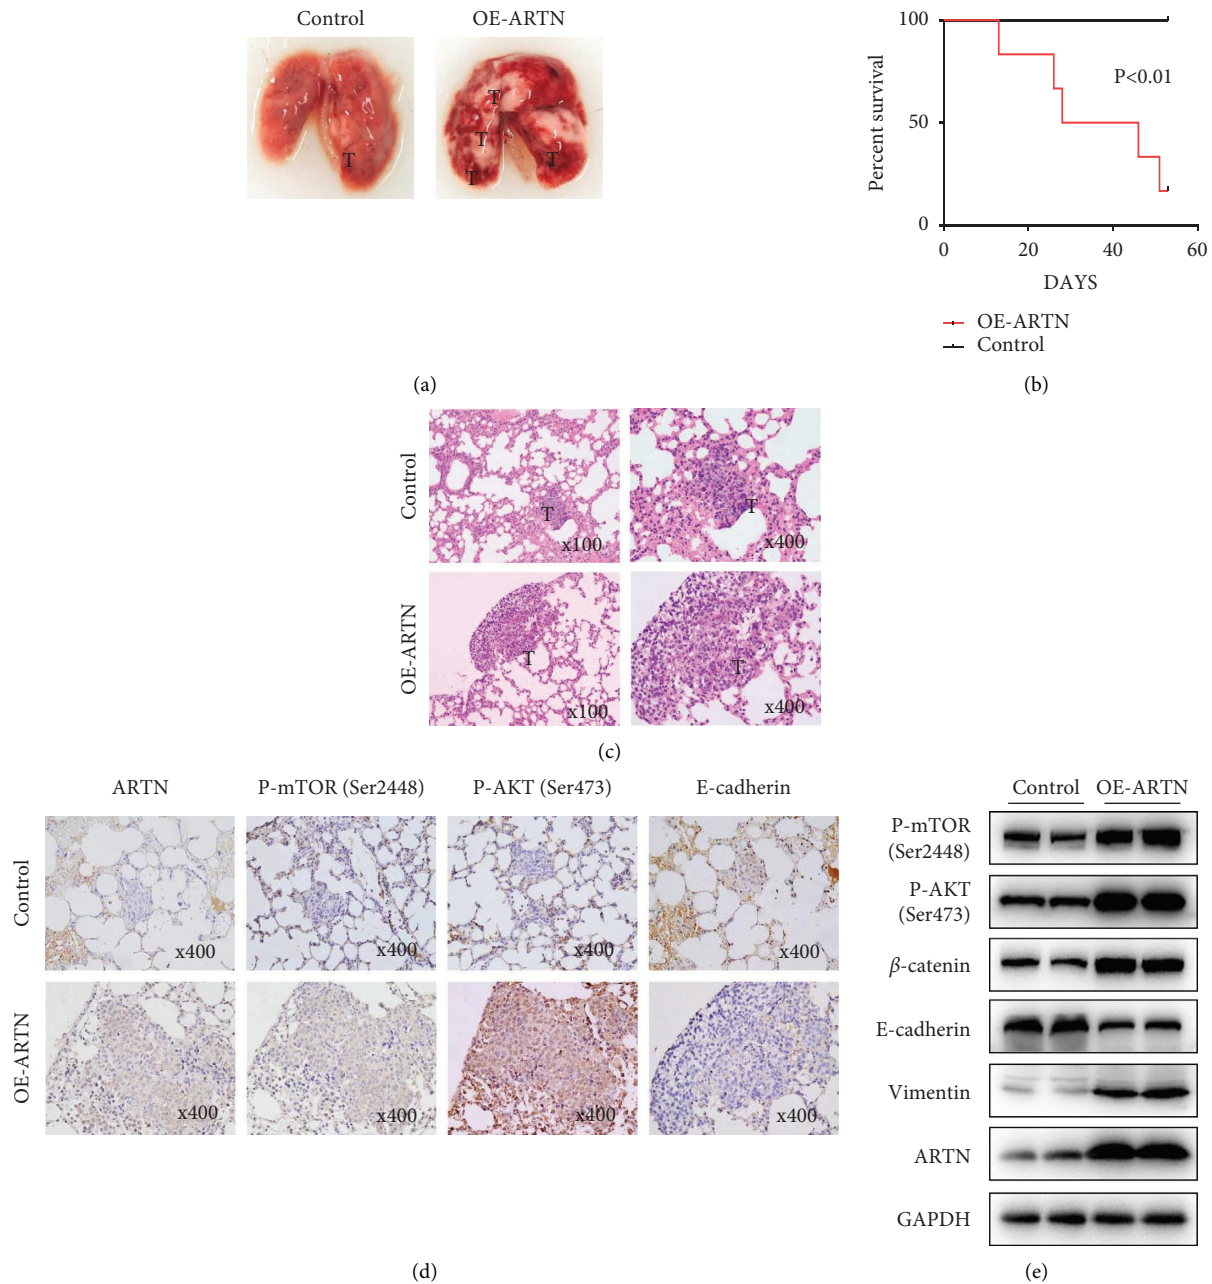 Control OE-ARTN
T
T
T
T
T
(a)
100
50
0
Percent survival
P<0.01
0 20 40 60
DAYS
OE-ARTN
Control
(b)
Control
T
x100
T
x400
OE-ARTN
T
x100
T
x400
(c)
ARTN P-mTOR (Ser2448) P-AKT (Ser473) E-cadherin
Control
x400 x400 x400 x400
OE-ARTN
x400 x400 x400 x400
(d)
Control OE-ARTN
P-mTOR
(Ser2448)
P-AKT
(Ser473)
β-catenin
E-cadherin
Vimentin
ARTN
GAPDH
(e)